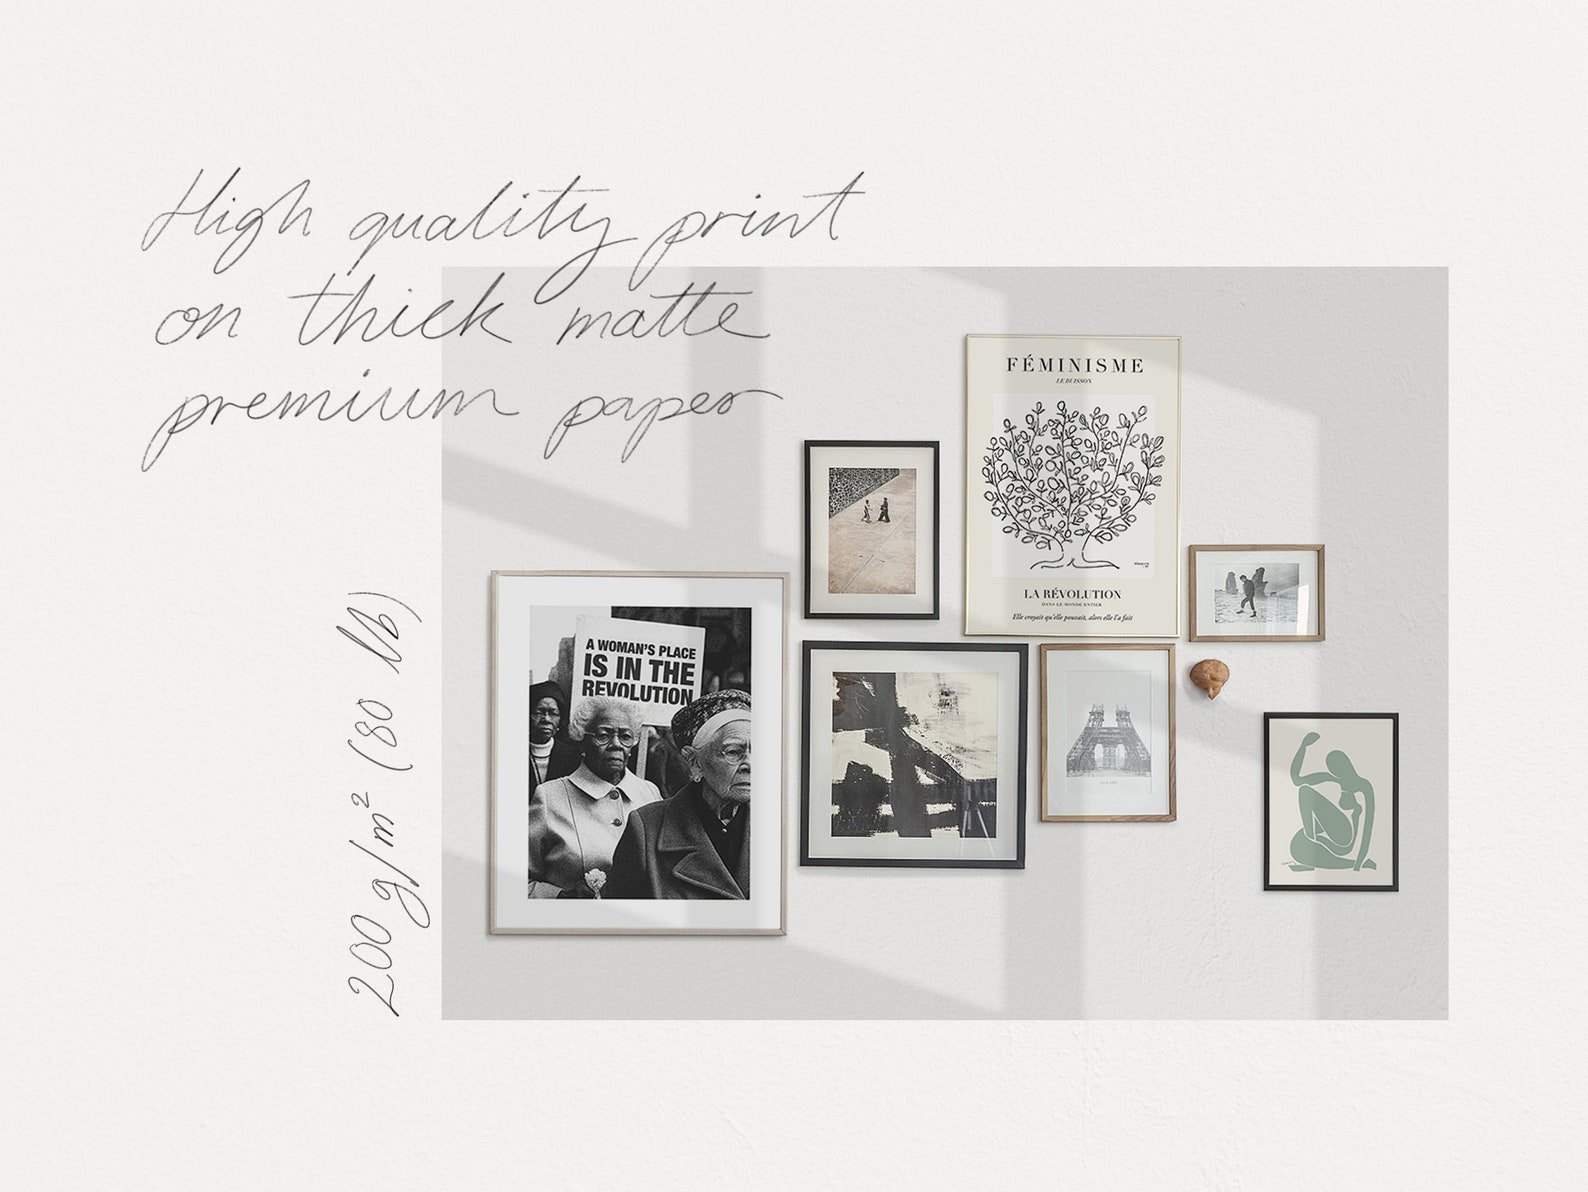 High quality print
on thick matte
premium paper
200 g/m² (80 lb)
A WOMAN'S PLACE
IS IN THE
REVOLUTION
FÉMINISME
LE BUISSON
LA RÉVOLUTION
DANS LE MONDE ENTIER
Elle croyait qu'elle pouvait, alors elle l'a fait